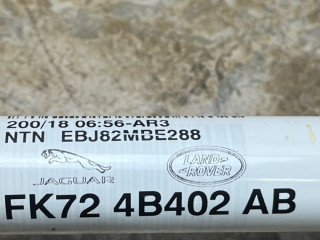 200/18 06:56-AR3
NTN EBJ82MBE288
JAGUAR
LAND ROVER
FK72 4B402 AB